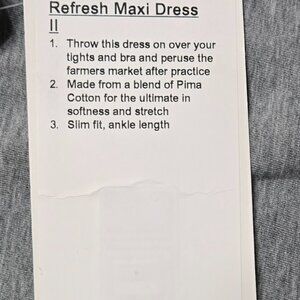 Refresh Maxi Dress
II
1. Throw this dress on over your
tights and bra and peruse the
farmers market after practice
2. Made from a blend of Pima
Cotton for the ultimate in
softness and stretch
3. Slim fit, ankle length